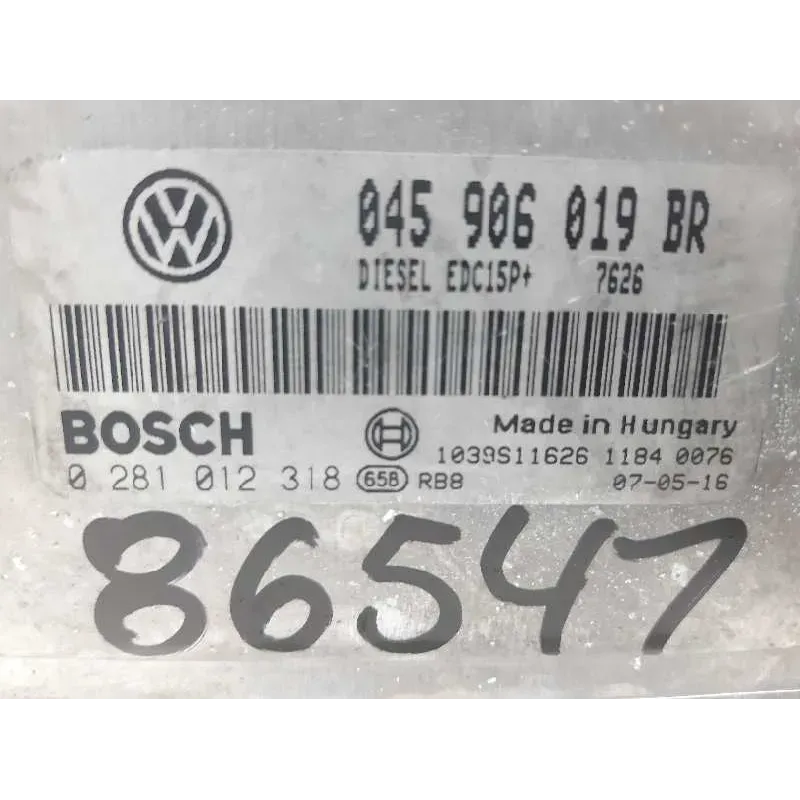 045 906 019 BR
DIESEL EDC15P+ 7626
BOSCH
Made in Hungary
1039S11626 1184 0076
0 281 012 318 658 RB8 07-05-16
86547